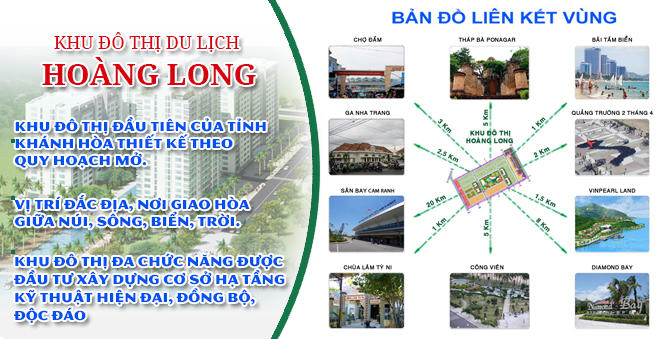 KHU ĐÔ THỊ DU LỊCH
HOÀNG LONG
KHU ĐÔ THỊ ĐẦU TIÊN CỦA TỈNH
KHÁNH HÒA THIẾT KẾ THEO
QUY HOẠCH MỞ.
VỊ TRÍ ĐẮC ĐỊA, NƠI GIAO HÒA
GIỮA NÚI, SÔNG, BIỂN, TRỜI.
KHU ĐÔ THỊ ĐA CHỨC NĂNG ĐƯỢC
ĐẦU TƯ XÂY DỰNG CƠ SỞ HẠ TẦNG
KỸ THUẬT HIỆN ĐẠI, ĐỒNG BỘ,
ĐỘC ĐÁO
BẢN ĐỒ LIÊN KẾT VÙNG
CHỢ ĐẦM
THÁP BÀ PONAGAR
BÃI TẮM BIỂN
GA NHA TRANG
QUẢNG TRƯỜNG 2 THÁNG 4
3 Km
5 Km
1 Km
KHU ĐÔ THỊ
HOÀNG LONG
2,5 Km
2 Km
SÂN BAY CAM RANH
VINPEARL LAND
20 Km
1,5 Km
1 Km
5 Km
8 Km
CHÙA LÂM TỲ NI
CÔNG VIÊN
DIAMOND BAY
Diamond Bay